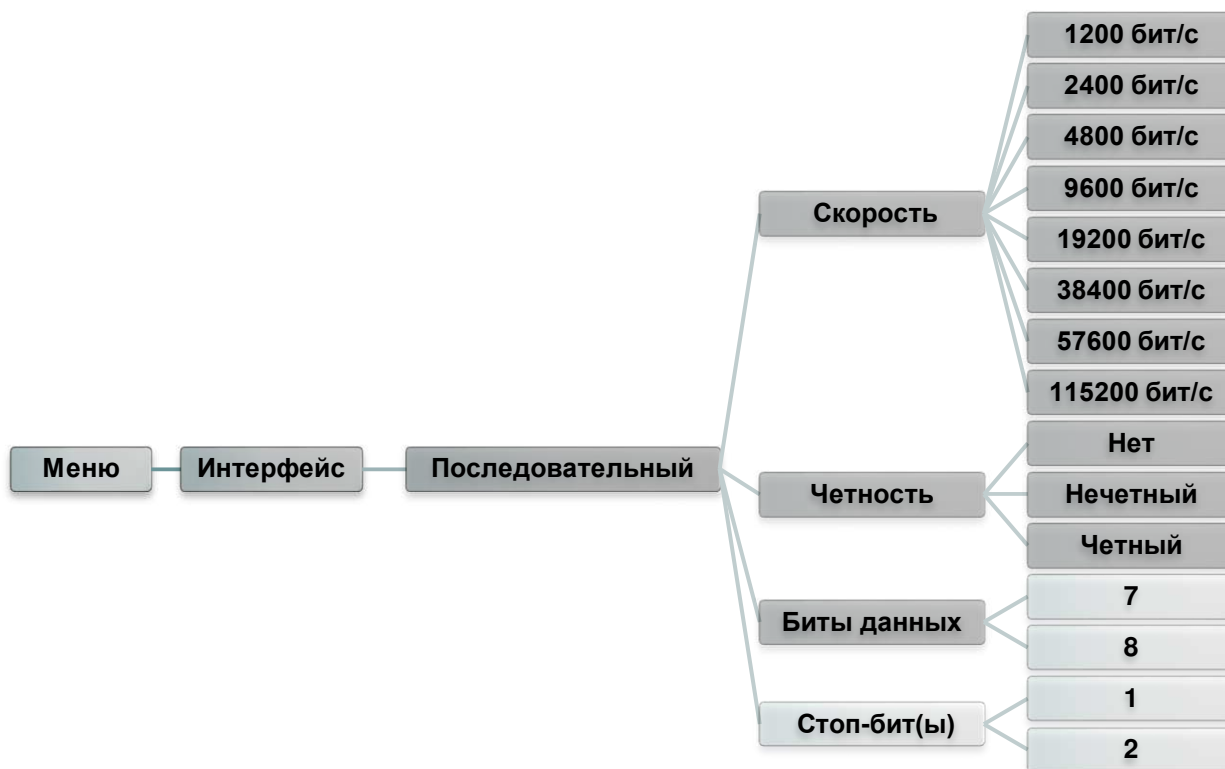 Меню
Интерфейс
Последовательный
Скорость
1200 бит/с
2400 бит/с
4800 бит/с
9600 бит/с
19200 бит/с
38400 бит/с
57600 бит/с
115200 бит/с
Четность
Нет
Нечетный
Четный
Биты данных
7
8
Стоп-бит(ы)
1
2